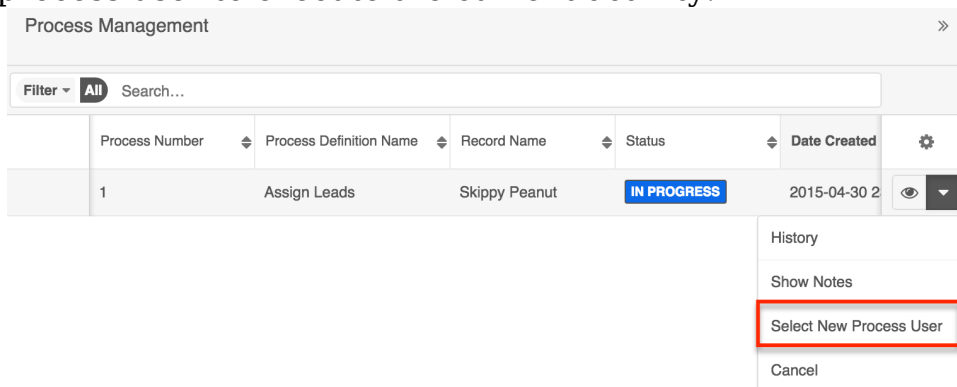 Process Management
Filter All Search...
Process Number Process Definition Name Record Name Status Date Created
1 Assign Leads Skippy Peanut IN PROGRESS 2015-04-30 2
History
Show Notes
Select New Process User
Cancel